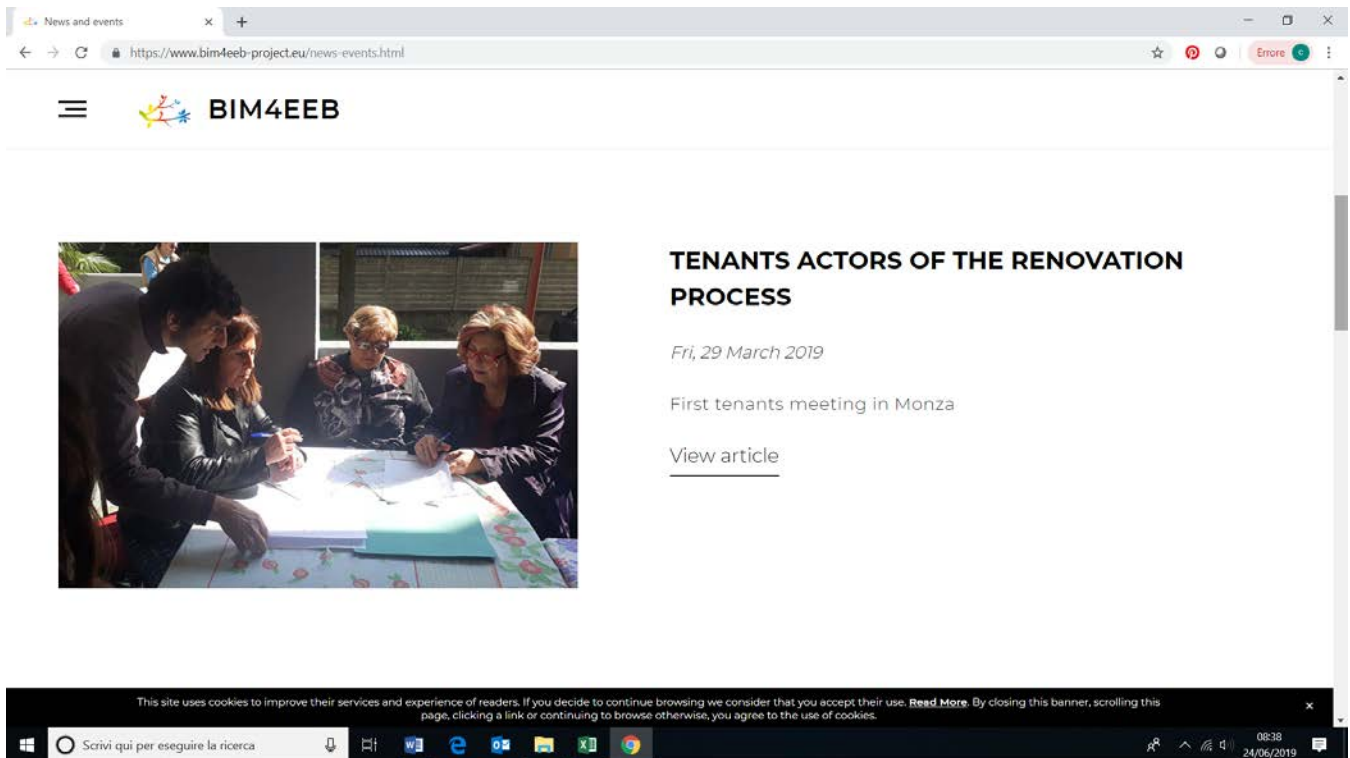 News and events
https://www.bim4eeb-project.eu/news-events.html
Errore C
BIM4EEB
TENANTS ACTORS OF THE RENOVATION
PROCESS
Fri, 29 March 2019
First tenants meeting in Monza
View article
This site uses cookies to improve their services and experience of readers. If you decide to continue browsing we consider that you accept their use. Read More. By closing this banner, scrolling this
page, clicking a link or continuing to browse otherwise, you agree to the use of cookies.
Scrivi qui per eseguire la ricerca
08:38
24/06/2019